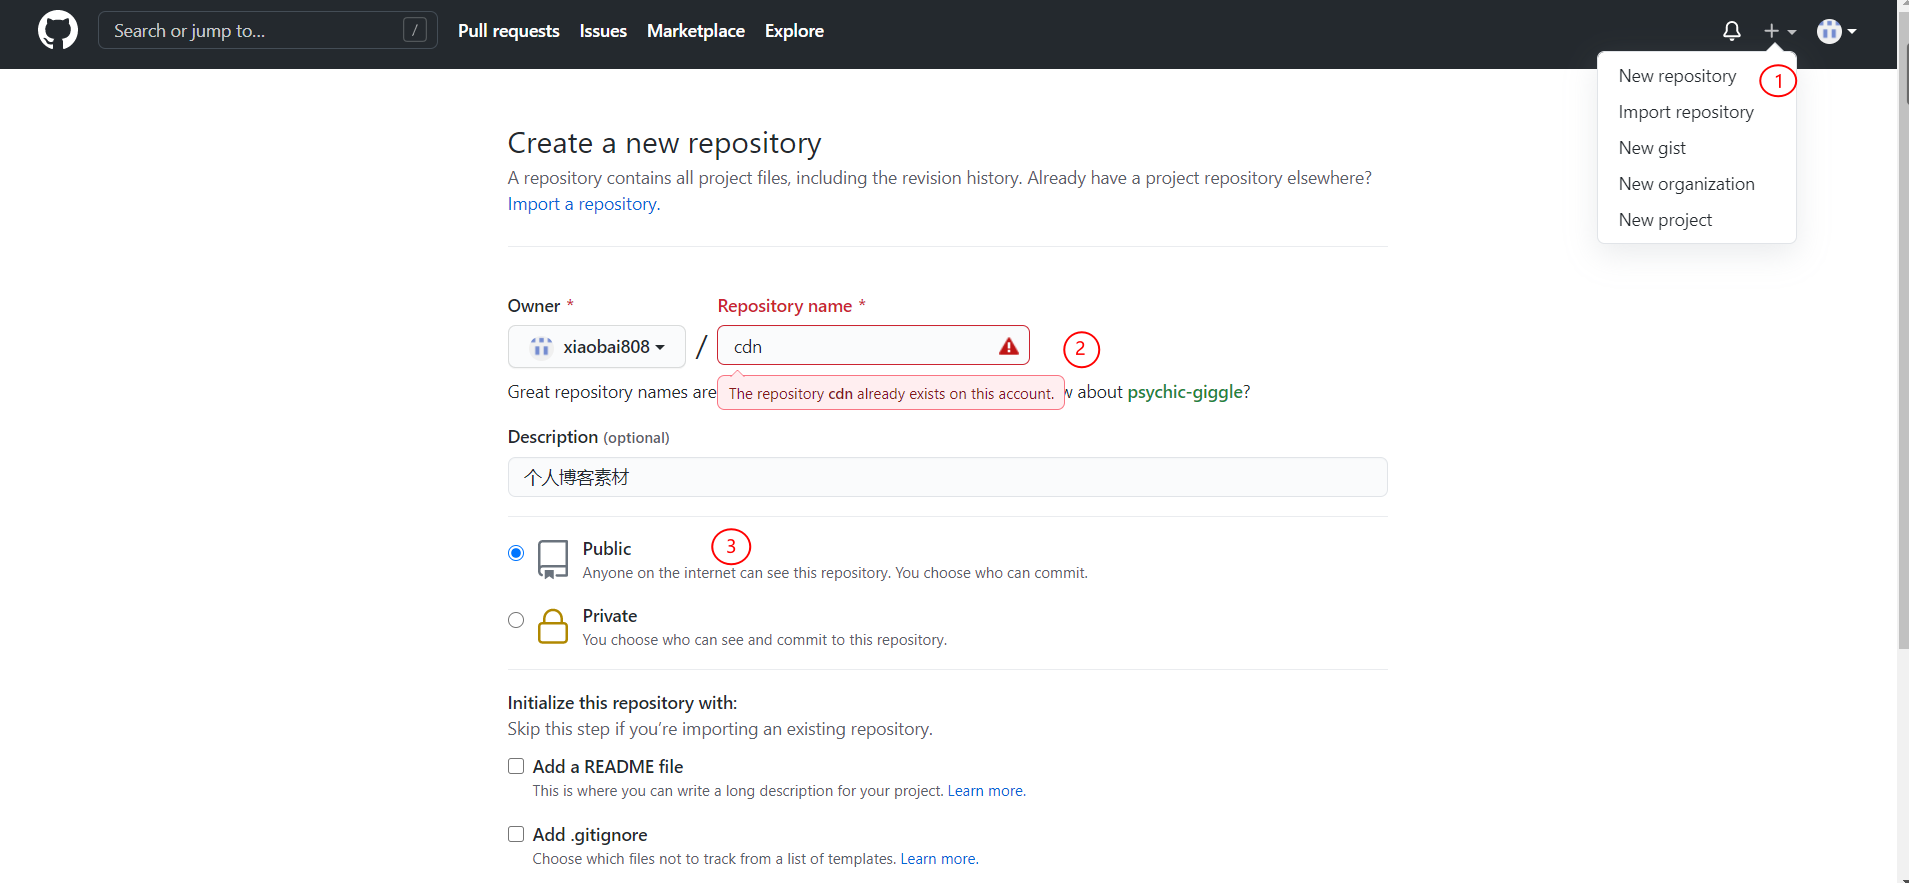 Search or jump to... /
Pull requests Issues Marketplace Explore
New repository 1
Import repository
New gist
New organization
New project
Create a new repository
A repository contains all project files, including the revision history. Already have a project repository elsewhere?
Import a repository.
Owner * Repository name *
xiaobai808 / cdn 2
Great repository names are
The repository cdn already exists on this account.
about psychic-giggle?
Description (optional)
个人博客素材
Public 3
Anyone on the internet can see this repository. You choose who can commit.
Private
You choose who can see and commit to this repository.
Initialize this repository with:
Skip this step if you’re importing an existing repository.
Add a README file
This is where you can write a long description for your project. Learn more.
Add .gitignore
Choose which files not to track from a list of templates. Learn more.